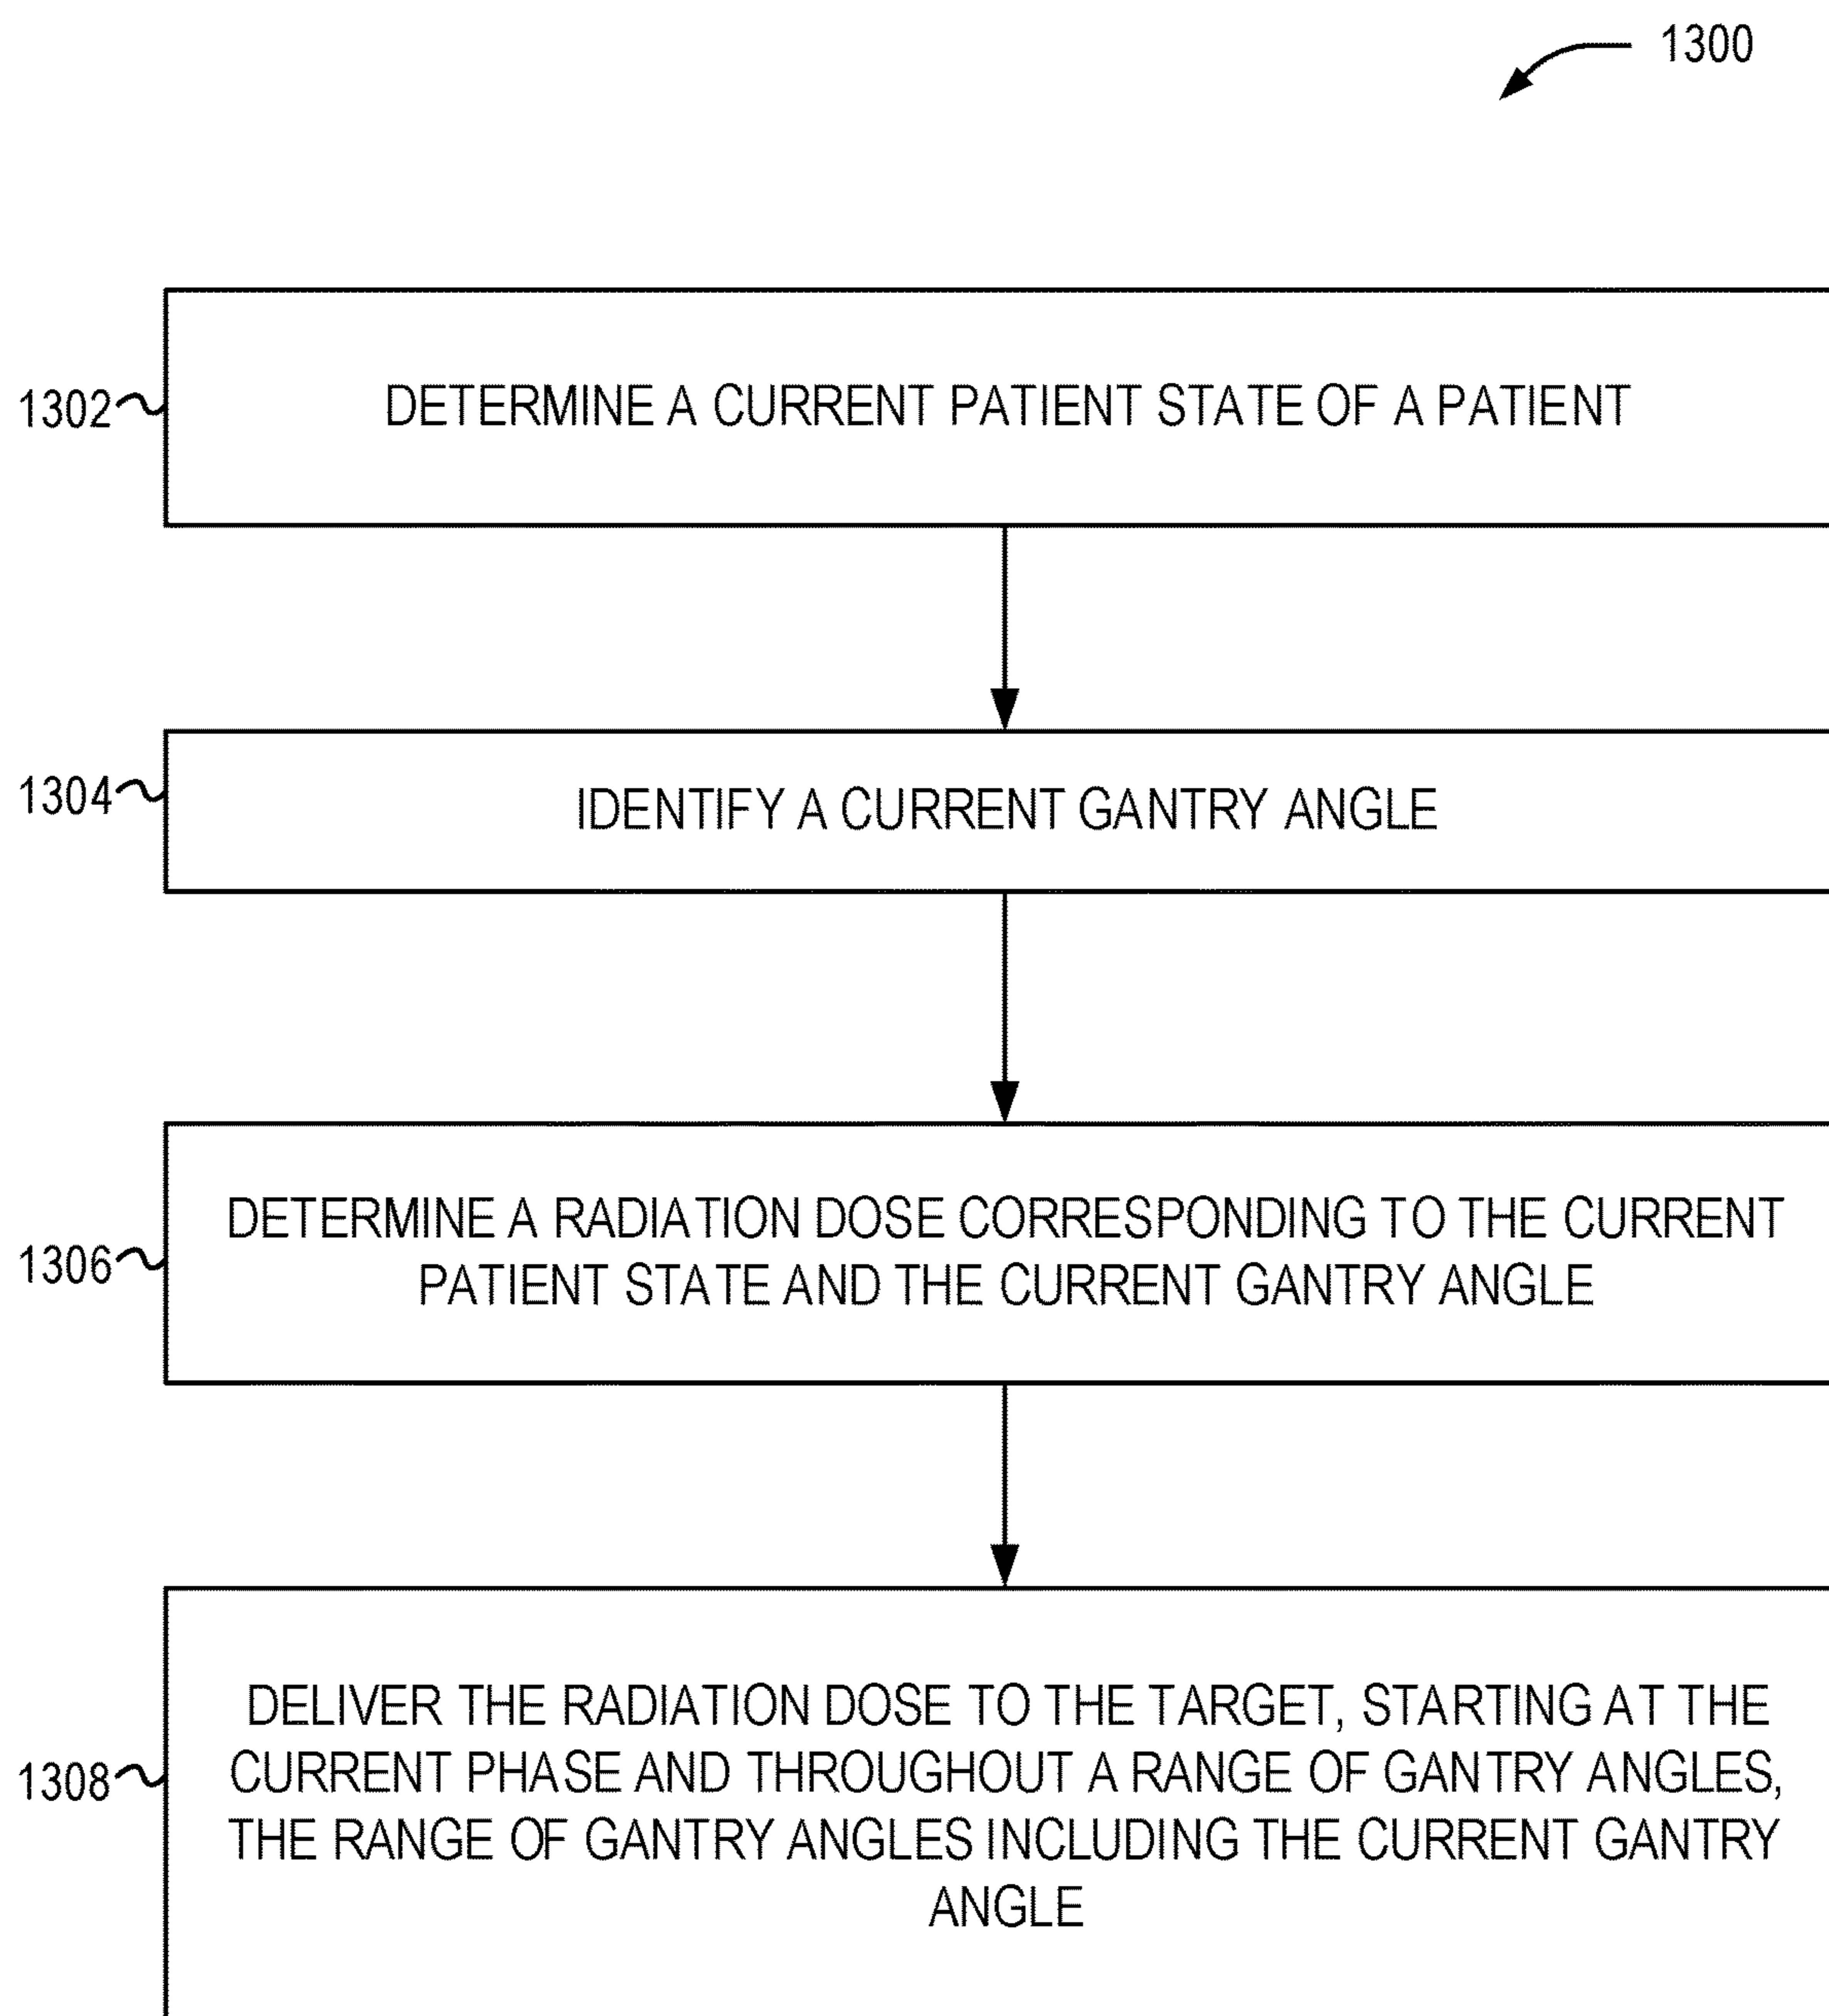 1300
1302
DETERMINE A CURRENT PATIENT STATE OF A PATIENT
1304
IDENTIFY A CURRENT GANTRY ANGLE
1306
DETERMINE A RADIATION DOSE CORRESPONDING TO THE CURRENT
PATIENT STATE AND THE CURRENT GANTRY ANGLE
1308
DELIVER THE RADIATION DOSE TO THE TARGET, STARTING AT THE
CURRENT PHASE AND THROUGHOUT A RANGE OF GANTRY ANGLES,
THE RANGE OF GANTRY ANGLES INCLUDING THE CURRENT GANTRY
ANGLE